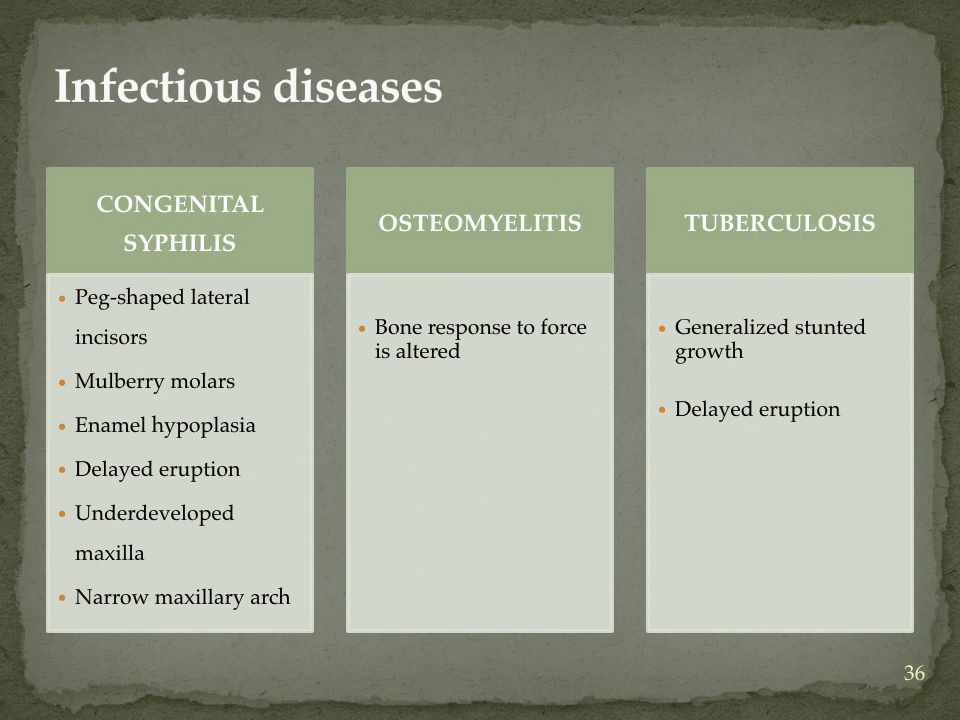 Infectious diseases
CONGENITAL
SYPHILIS
• Peg-shaped lateral
incisors
• Mulberry molars
• Enamel hypoplasia
• Delayed eruption
• Underdeveloped
maxilla
• Narrow maxillary arch
OSTEOMYELITIS
• Bone response to force
is altered
TUBERCULOSIS
• Generalized stunted
growth
• Delayed eruption
36